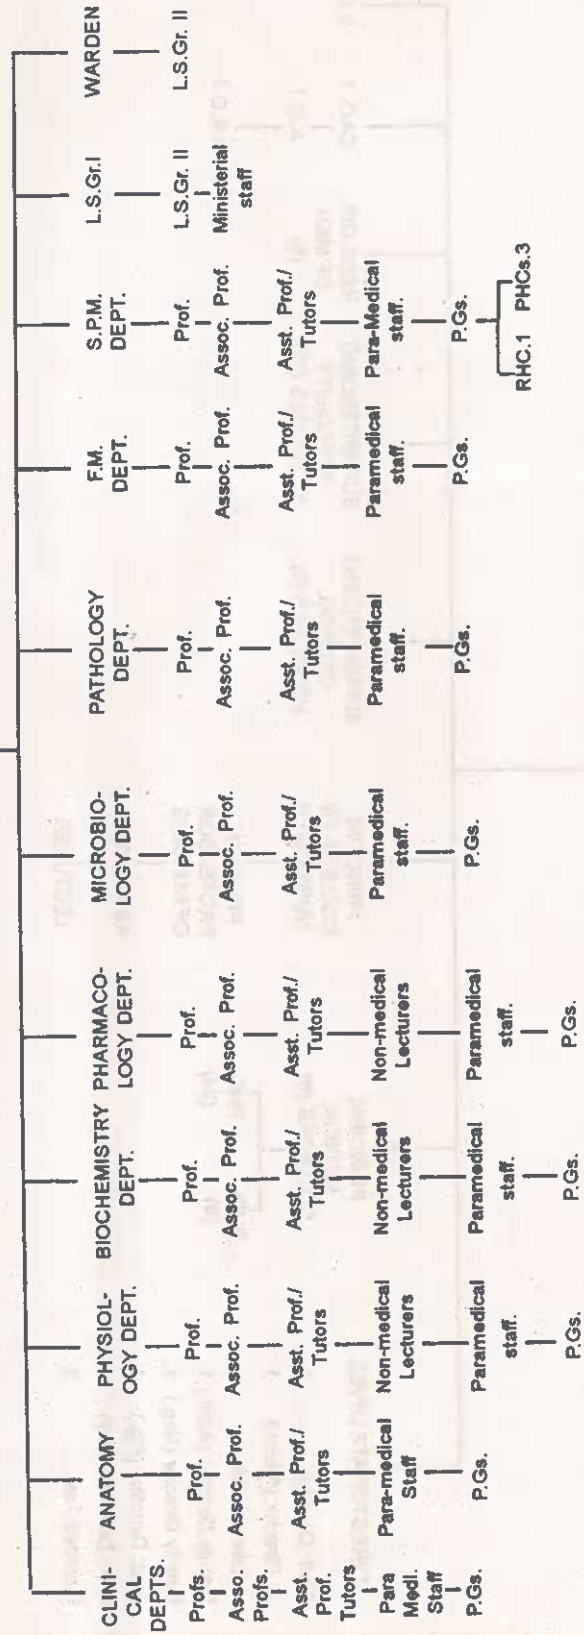 CLINI-
CAL
DEPTS.
Profs.
Asso.
Profs.
Asst.
Prof.
Tutors
Para
Medl.
Staff
P.Gs.
ANATOMY
Prof.
Assoc. Prof.
Asst. Prof./
Tutors
Para-medical
Staff
P.Gs.
PHYSIOL-
OGY DEPT.
Prof.
Assoc. Prof.
Asst. Prof./
Tutors
Non-medical
Lecturers
Paramedical
staff.
P.Gs.
BIOCHEMISTRY
DEPT.
Prof.
Assoc. Prof.
Asst. Prof./
Tutors
Non-medical
Lecturers
Paramedical
staff.
P.Gs.
PHARMACO-
LOGY DEPT.
Prof.
Assoc. Prof.
Asst. Prof./
Tutors
Non-medical
Lecturers
Paramedical
staff.
P.Gs.
MICROBIO-
LOGY DEPT.
Prof.
Assoc. Prof.
Asst. Prof./
Tutors
Paramedical
staff.
P.Gs.
PATHOLOGY
DEPT.
Prof.
Assoc. Prof.
Asst. Prof./
Tutors
Paramedical
staff.
P.Gs.
F.M.
DEPT.
Prof.
Assoc. Prof.
Asst. Prof./
Tutors
Paramedical
staff.
P.Gs.
S.P.M.
DEPT.
Prof.
Assoc. Prof.
Asst. Prof./
Tutors
Para-Medical
staff.
P.Gs.
RHC.1 PHCs.3
L.S.Gr.I
L.S.Gr. II
Ministerial
staff
WARDEN
L.S.Gr. II